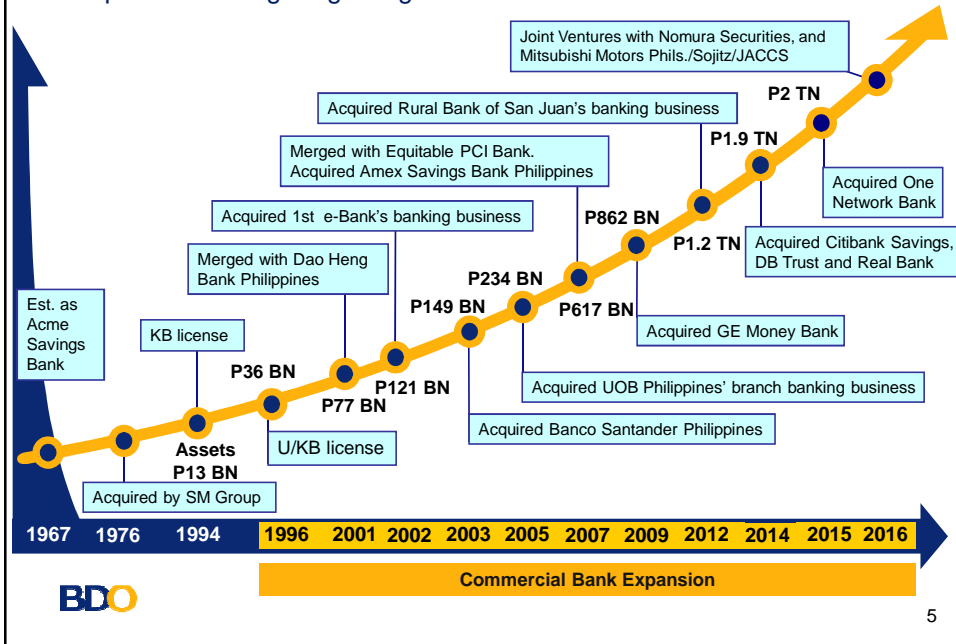 Joint Ventures with Nomura Securities, and
Mitsubishi Motors Phils./Sojitz/JACCS
P2 TN
Acquired Rural Bank of San Juan's banking business
P1.9 TN
Merged with Equitable PCI Bank.
Acquired Amex Savings Bank Philippines
Acquired One
Network Bank
Acquired 1st e-Bank's banking business
P862 BN
P1.2 TN
Acquired Citibank Savings,
DB Trust and Real Bank
Merged with Dao Heng
Bank Philippines
P234 BN
P149 BN
P617 BN
Est. as
Acme
Savings
Bank
KB license
Acquired GE Money Bank
P36 BN
P77 BN
P121 BN
Acquired UOB Philippines' branch banking business
Acquired Banco Santander Philippines
U/KB license
Assets
P13 BN
Acquired by SM Group
1967 1976 1994 1996 2001 2002 2003 2005 2007 2009 2012 2014 2015 2016
Commercial Bank Expansion
BDO
5